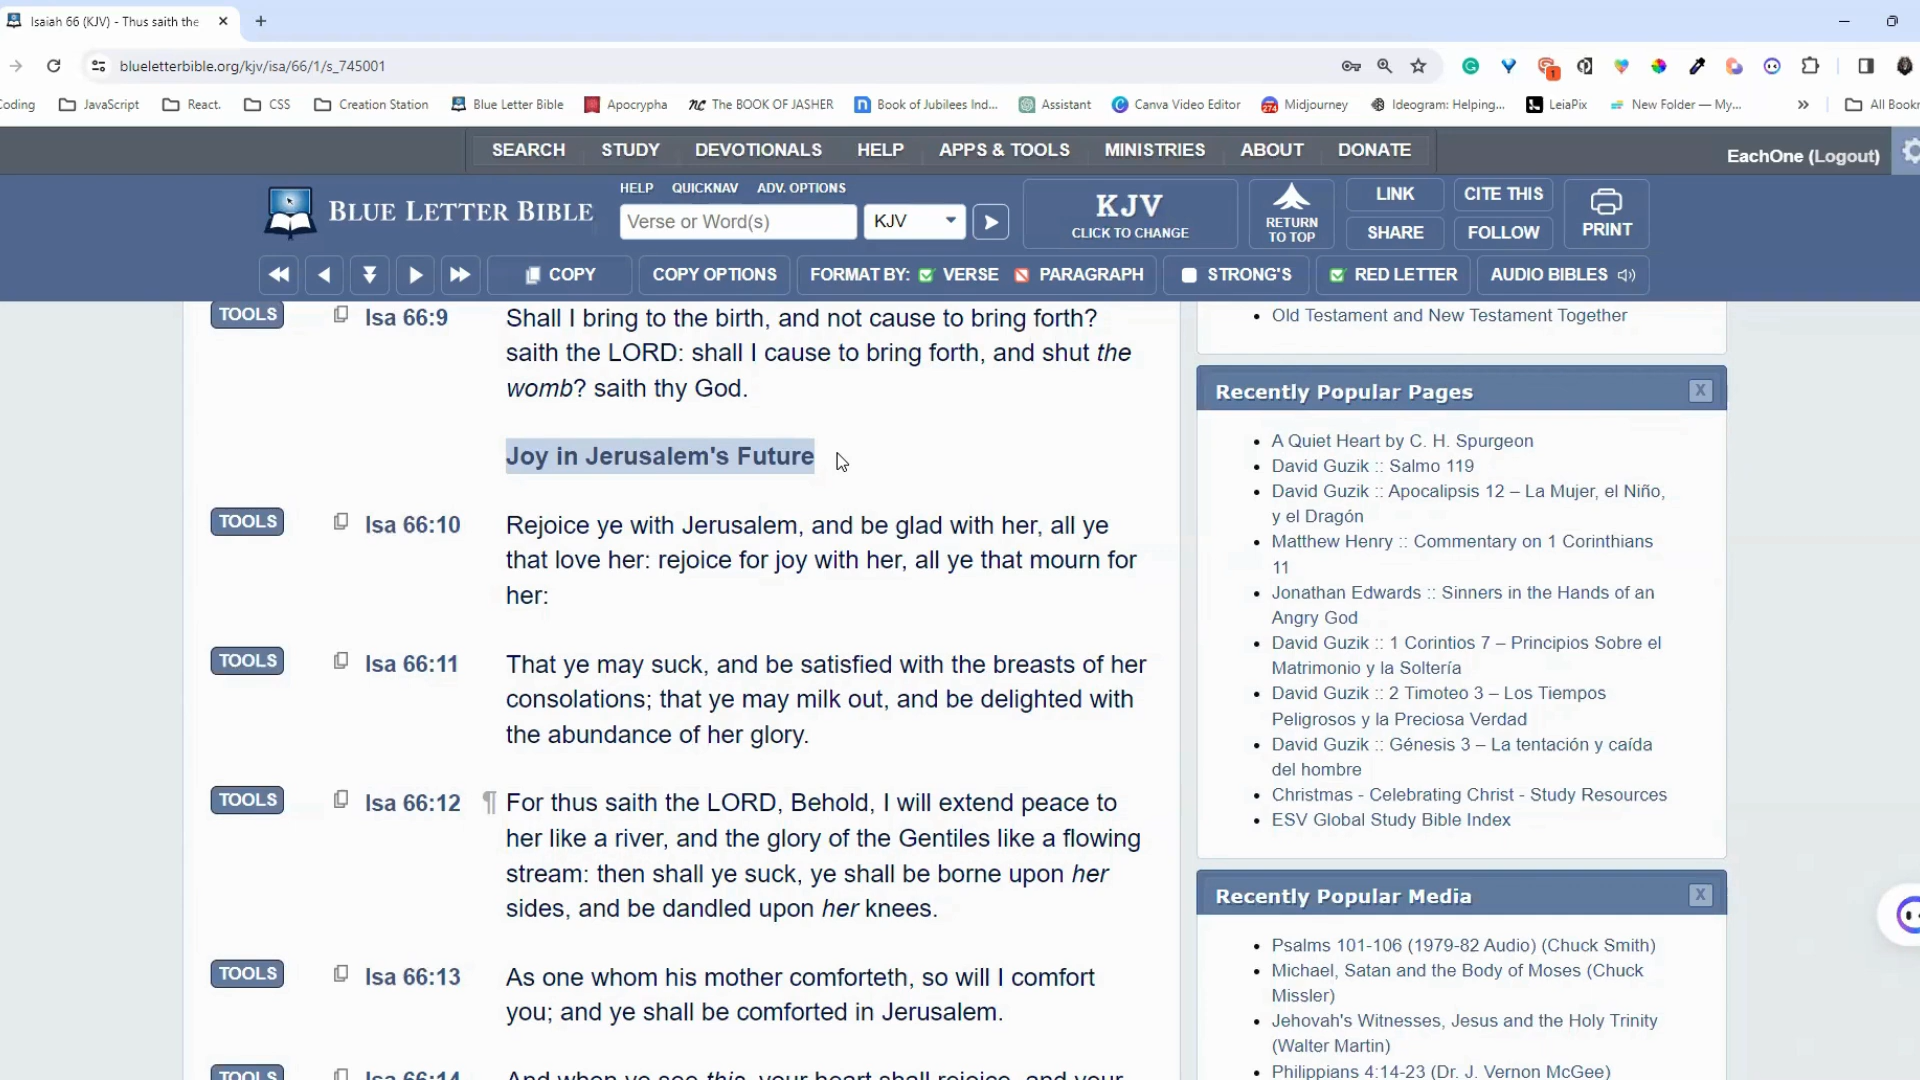 Isaiah 66 (KJV) - Thus saith the
blueletterbible.org/kjv/isa/66/1/s_745001
1
Coding JavaScript React. CSS Creation Station Blue Letter Bible Apocrypha The BOOK OF JASHER Book of Jubilees Ind... Assistant Canva Video Editor 274 Midjourney Ideogram: Helping... LeiaPix New Folder — My... » All Bookr
SEARCH STUDY DEVOTIONALS HELP APPS & TOOLS MINISTRIES ABOUT DONATE
EachOne (Logout)
BLUE LETTER BIBLE
HELP QUICKNAV ADV. OPTIONS
Verse or Word(s) KJV
KJV
CLICK TO CHANGE
RETURN
TO TOP
LINK CITE THIS
SHARE FOLLOW
PRINT
COPY COPY OPTIONS FORMAT BY: VERSE PARAGRAPH STRONG'S RED LETTER AUDIO BIBLES
TOOLS Isa 66:9 Shall I bring to the birth, and not cause to bring forth?
saith the LORD: shall I cause to bring forth, and shut the
womb? saith thy God.
Joy in Jerusalem's Future
TOOLS Isa 66:10 Rejoice ye with Jerusalem, and be glad with her, all ye
that love her: rejoice for joy with her, all ye that mourn for
her:
TOOLS Isa 66:11 That ye may suck, and be satisfied with the breasts of her
consolations; that ye may milk out, and be delighted with
the abundance of her glory.
TOOLS Isa 66:12 ¶ For thus saith the LORD, Behold, I will extend peace to
her like a river, and the glory of the Gentiles like a flowing
stream: then shall ye suck, ye shall be borne upon her
sides, and be dandled upon her knees.
TOOLS Isa 66:13 As one whom his mother comforteth, so will I comfort
you; and ye shall be comforted in Jerusalem.
TOOLS Isa 66:14 And when ye see this, your heart shall rejoice, and your
• Old Testament and New Testament Together
Recently Popular Pages X
• A Quiet Heart by C. H. Spurgeon
• David Guzik :: Salmo 119
• David Guzik :: Apocalipsis 12 – La Mujer, el Niño,
y el Dragón
• Matthew Henry :: Commentary on 1 Corinthians
11
• Jonathan Edwards :: Sinners in the Hands of an
Angry God
• David Guzik :: 1 Corintios 7 – Principios Sobre el
Matrimonio y la Soltería
• David Guzik :: 2 Timoteo 3 – Los Tiempos
Peligrosos y la Preciosa Verdad
• David Guzik :: Génesis 3 – La tentación y caída
del hombre
• Christmas - Celebrating Christ - Study Resources
• ESV Global Study Bible Index
Recently Popular Media X
• Psalms 101-106 (1979-82 Audio) (Chuck Smith)
• Michael, Satan and the Body of Moses (Chuck
Missler)
• Jehovah's Witnesses, Jesus and the Holy Trinity
(Walter Martin)
• Philippians 4:14-23 (Dr. J. Vernon McGee)